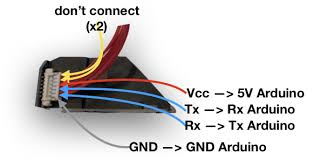 don't connect
(x2)
Vcc —> 5V Arduino
Tx —> Rx Arduino
Rx —> Tx Arduino
GND —> GND Arduino